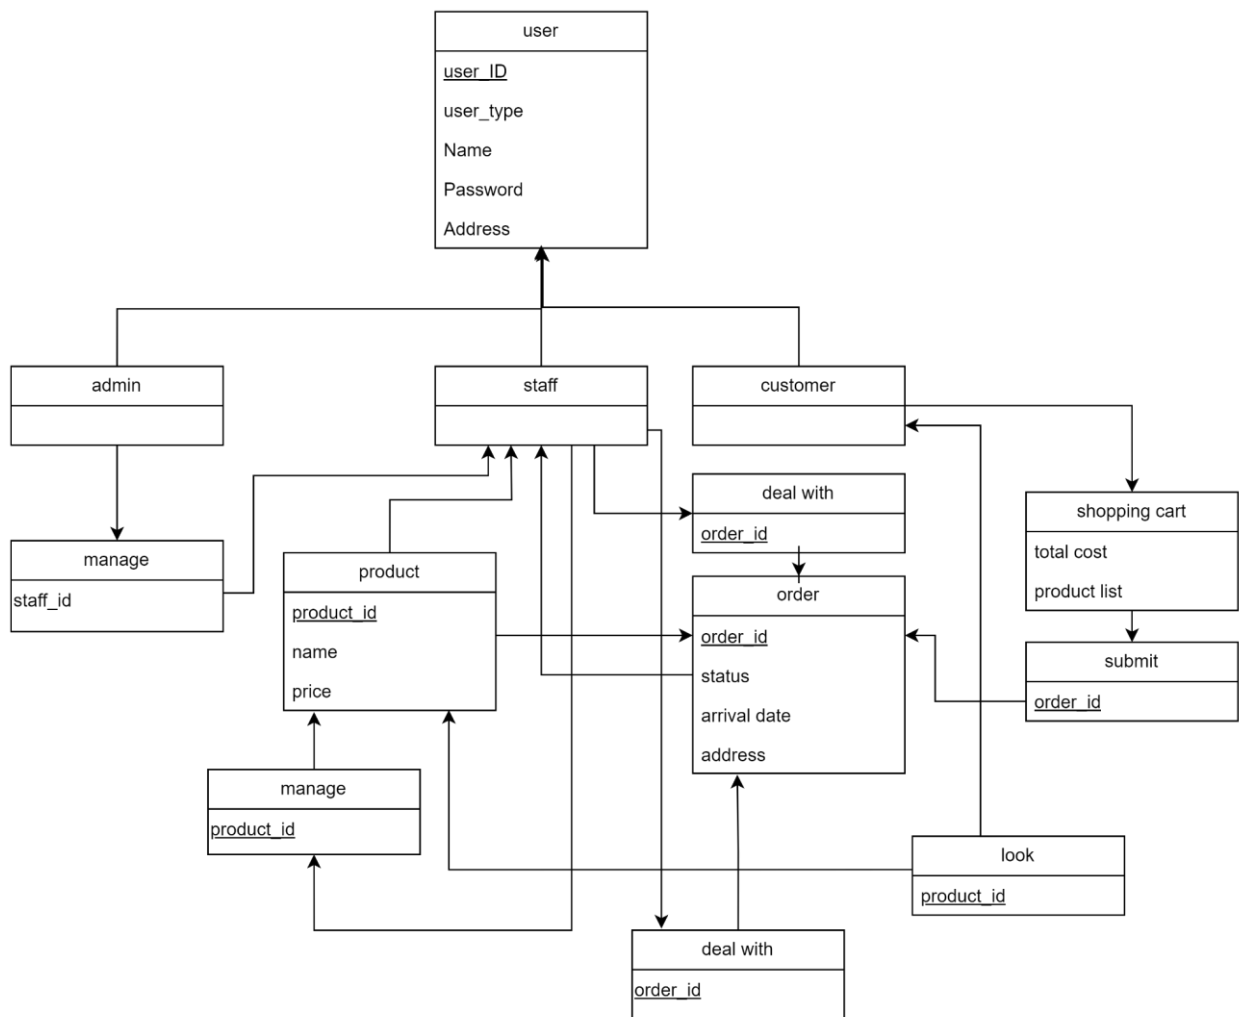 user
user_ID
user_type
Name
Password
Address
admin
staff
customer
deal with
order_id
shopping cart
total cost
product list
manage
staff_id
product
product_id
name
price
order
order_id
status
arrival date
address
submit
order_id
manage
product_id
look
product_id
deal with
order_id